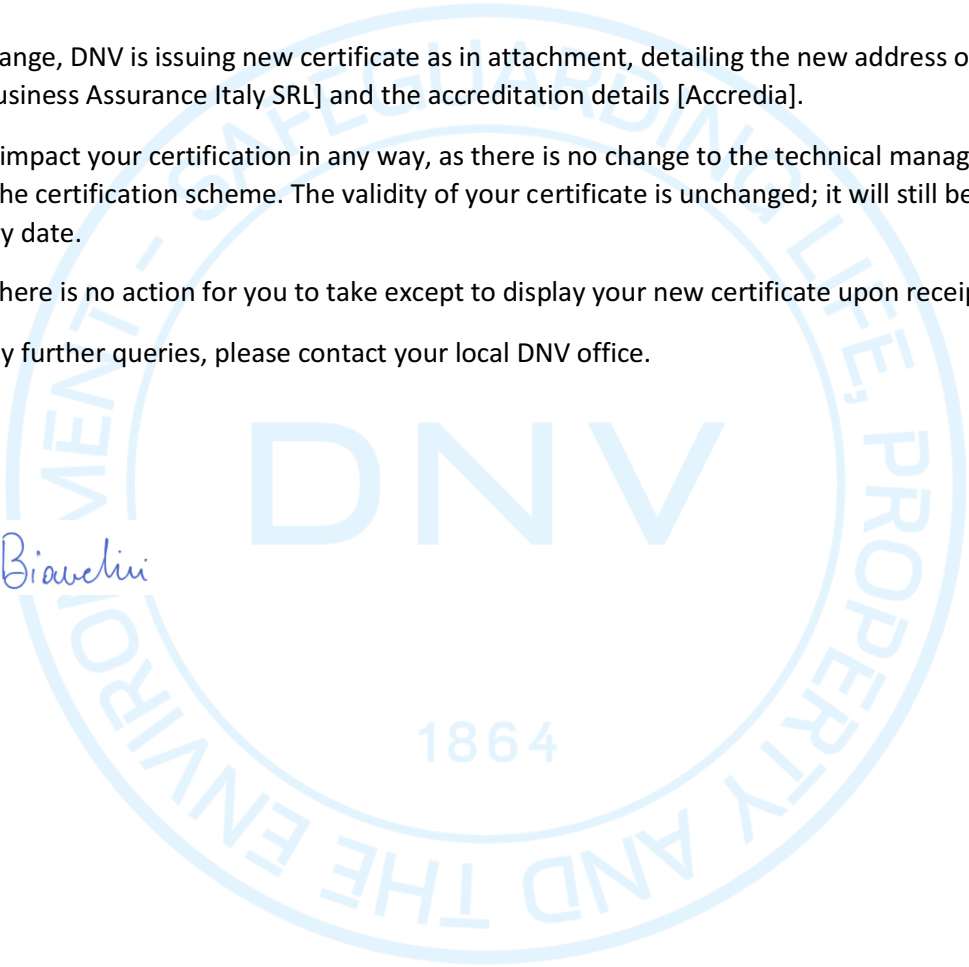 ange, DNV is issuing new certificate as in attachment, detailing the new address o
usiness Assurance Italy SRL] and the accreditation details [Accredia].
impact your certification in any way, as there is no change to the technical manag
he certification scheme. The validity of your certificate is unchanged; it will still be
y date.
here is no action for you to take except to display your new certificate upon receip
y further queries, please contact your local DNV office.
SAFEGUARDING LIFE, PROPERTY AND THE ENVIRONMENT –
DNV
Biavelini
1864